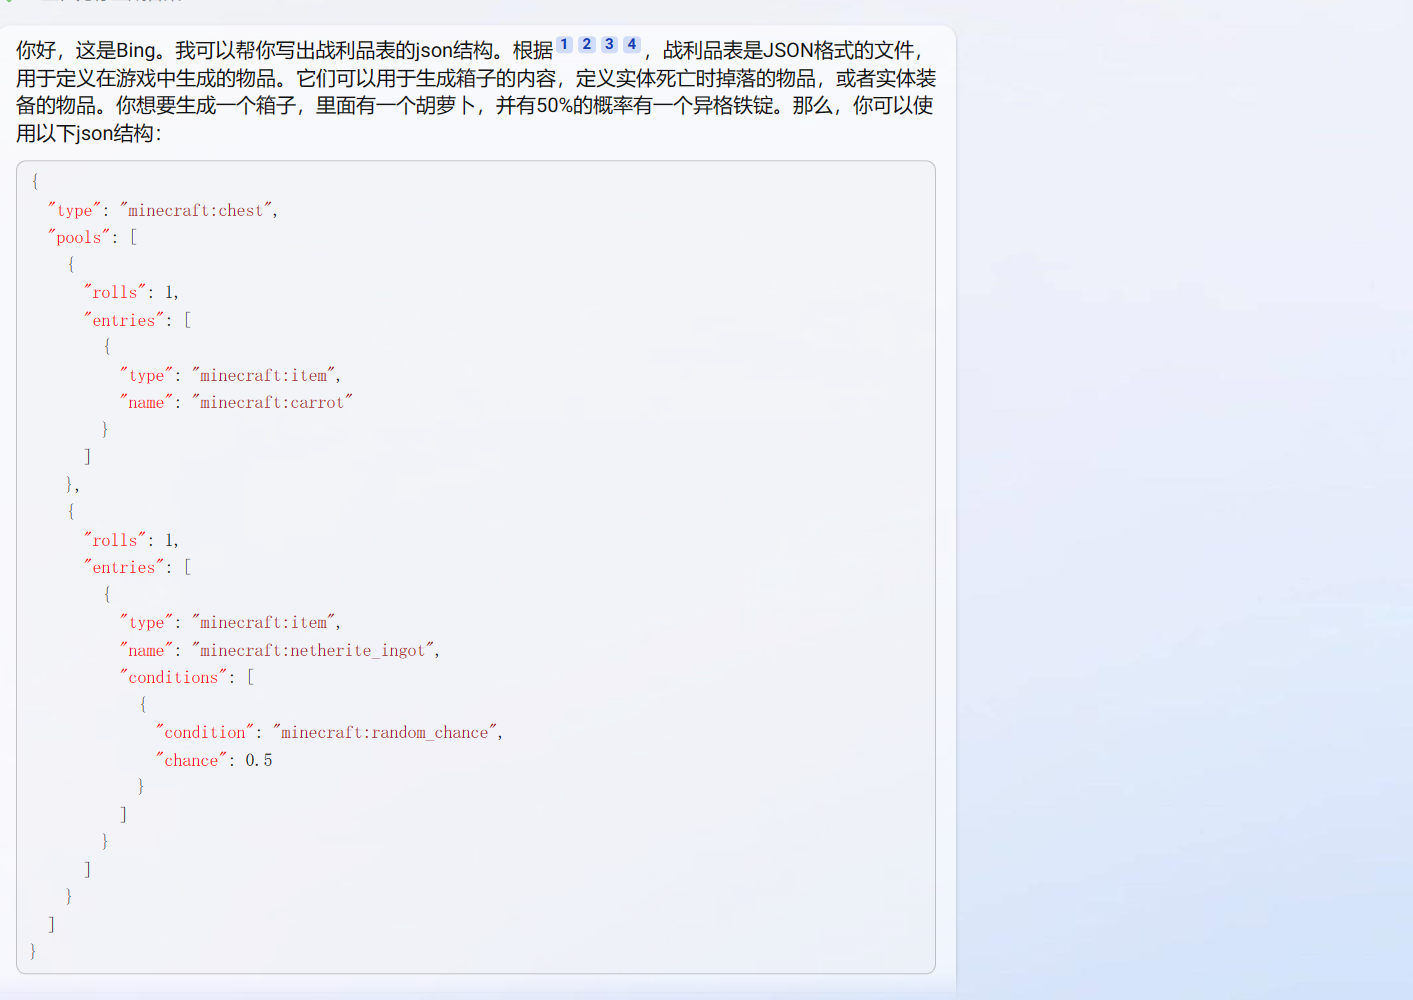 你好，这是Bing。我可以帮你写出战利品表的json结构。根据1 2 3 4，战利品表是JSON格式的文件，
用于定义在游戏中生成的物品。它们可以用于生成箱子的内容，定义实体死亡时掉落的物品，或者实体装
备的物品。你想要生成一个箱子，里面有一个胡萝卜，并有50%的概率有一个异格铁锭。那么，你可以使
用以下json结构：
{
  "type": "minecraft:chest",
  "pools": [
    {
      "rolls": 1,
      "entries": [
        {
          "type": "minecraft:item",
          "name": "minecraft:carrot"
        }
      ]
    },
    {
      "rolls": 1,
      "entries": [
        {
          "type": "minecraft:item",
          "name": "minecraft:netherite_ingot",
          "conditions": [
            {
              "condition": "minecraft:random_chance",
              "chance": 0.5
            }
          ]
        }
      ]
    }
  ]
}